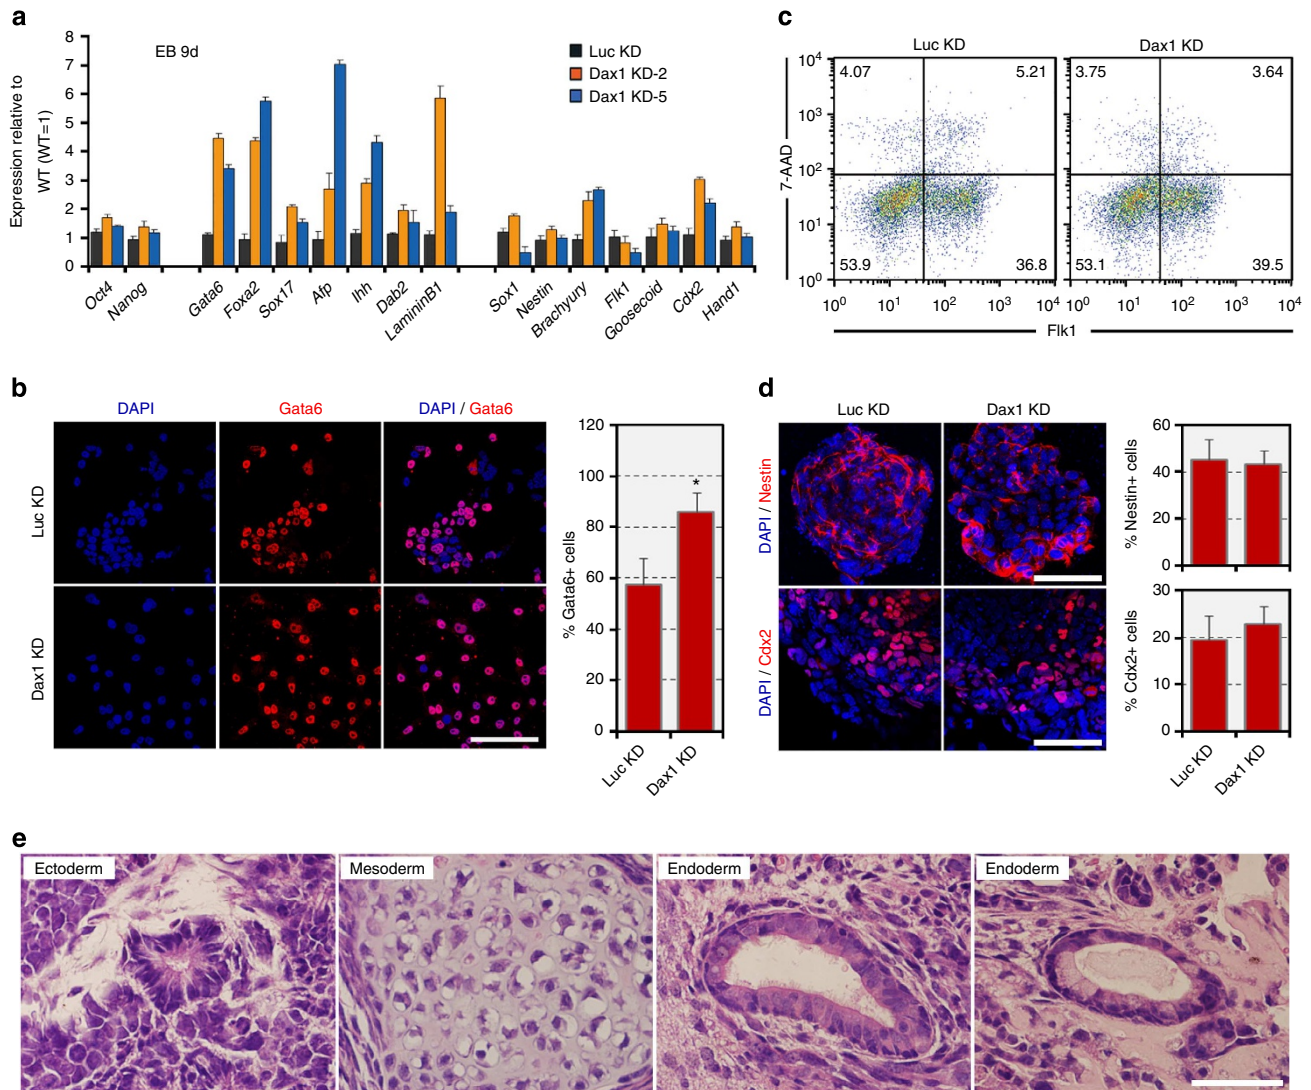 a
EB 9d
Luc KD
Dax1 KD-2
Dax1 KD-5
Expression relative to
WT (WT=1)
8
7
6
5
4
3
2
1
0
Oct4
Nanog
Gata6
Foxa2
Sox17
Afp
Ihh
Dab2
LamininB1
Sox1
Nestin
Brachyury
Flk1
Goosecoid
Cdx2
Hand1
c
Luc KD
Dax1 KD
7-AAD
10⁴
10³
10²
10¹
10⁰
4.07
5.21
53.9
36.8
3.75
3.64
53.1
39.5
10⁰ 10¹ 10² 10³ 10⁴
10⁰ 10¹ 10² 10³ 10⁴
Flk1
b
DAPI
Gata6
DAPI / Gata6
Luc KD
Dax1 KD
% Gata6+ cells
120
100
80
60
40
20
0
*
Luc KD
Dax1 KD
d
Luc KD
Dax1 KD
DAPI / Nestin
DAPI / Cdx2
% Nestin+ cells
60
40
20
0
% Cdx2+ cells
30
20
10
0
Luc KD
Dax1 KD
e
Ectoderm
Mesoderm
Endoderm
Endoderm